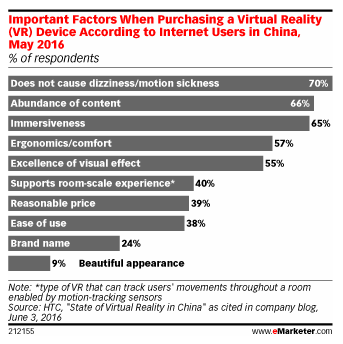 Important Factors When Purchasing a Virtual Reality
(VR) Device According to Internet Users in China,
May 2016
% of respondents
Does not cause dizziness/motion sickness 70%
Abundance of content 66%
Immersiveness 65%
Ergonomics/comfort 57%
Excellence of visual effect 55%
Supports room-scale experience* 40%
Reasonable price 39%
Ease of use 38%
Brand name 24%
9% Beautiful appearance
Note: *type of VR that can track users' movements throughout a room
enabled by motion-tracking sensors
Source: HTC, "State of Virtual Reality in China" as cited in company blog,
June 3, 2016
212155 www.eMarketer.com